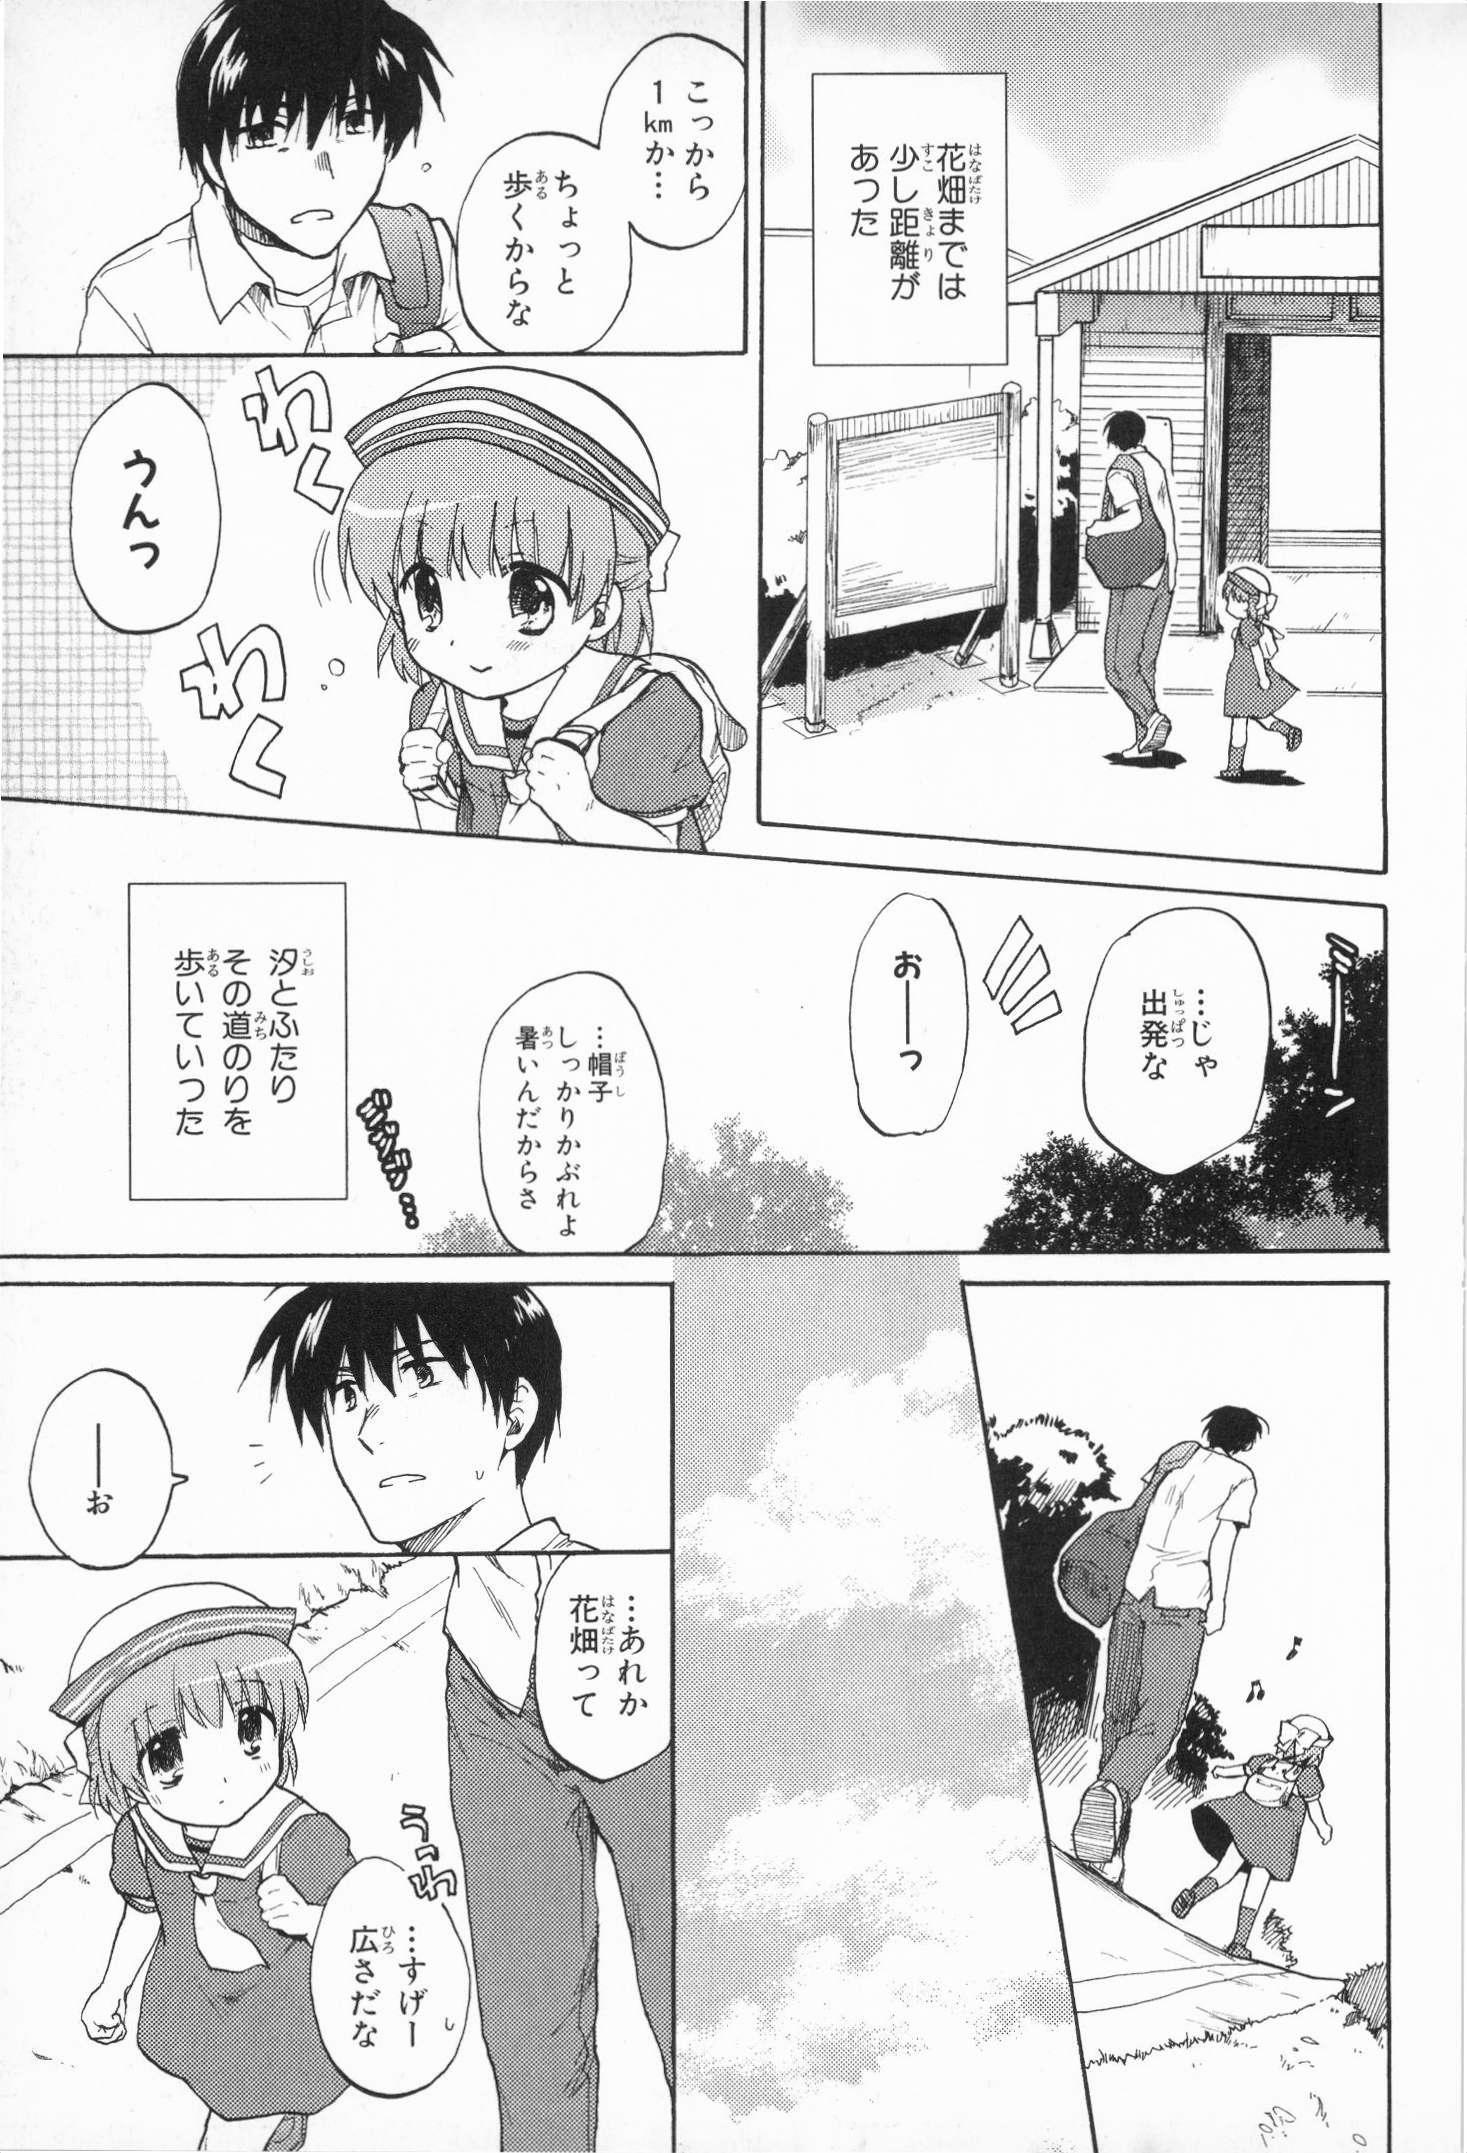 花畑までは
少し距離が
あった
こっから
1kmか…
ちょっと
歩くからな
わく
うんっ
わく
…じゃ
出発な
おーっ
ミーン
…帽子
しっかりかぶれよ
暑いんだからさ
ジジジジ…
汐とふたり
その道のりを
歩いていった
──お
…あれか
花畑って
うっわ
…すげー
広さだな